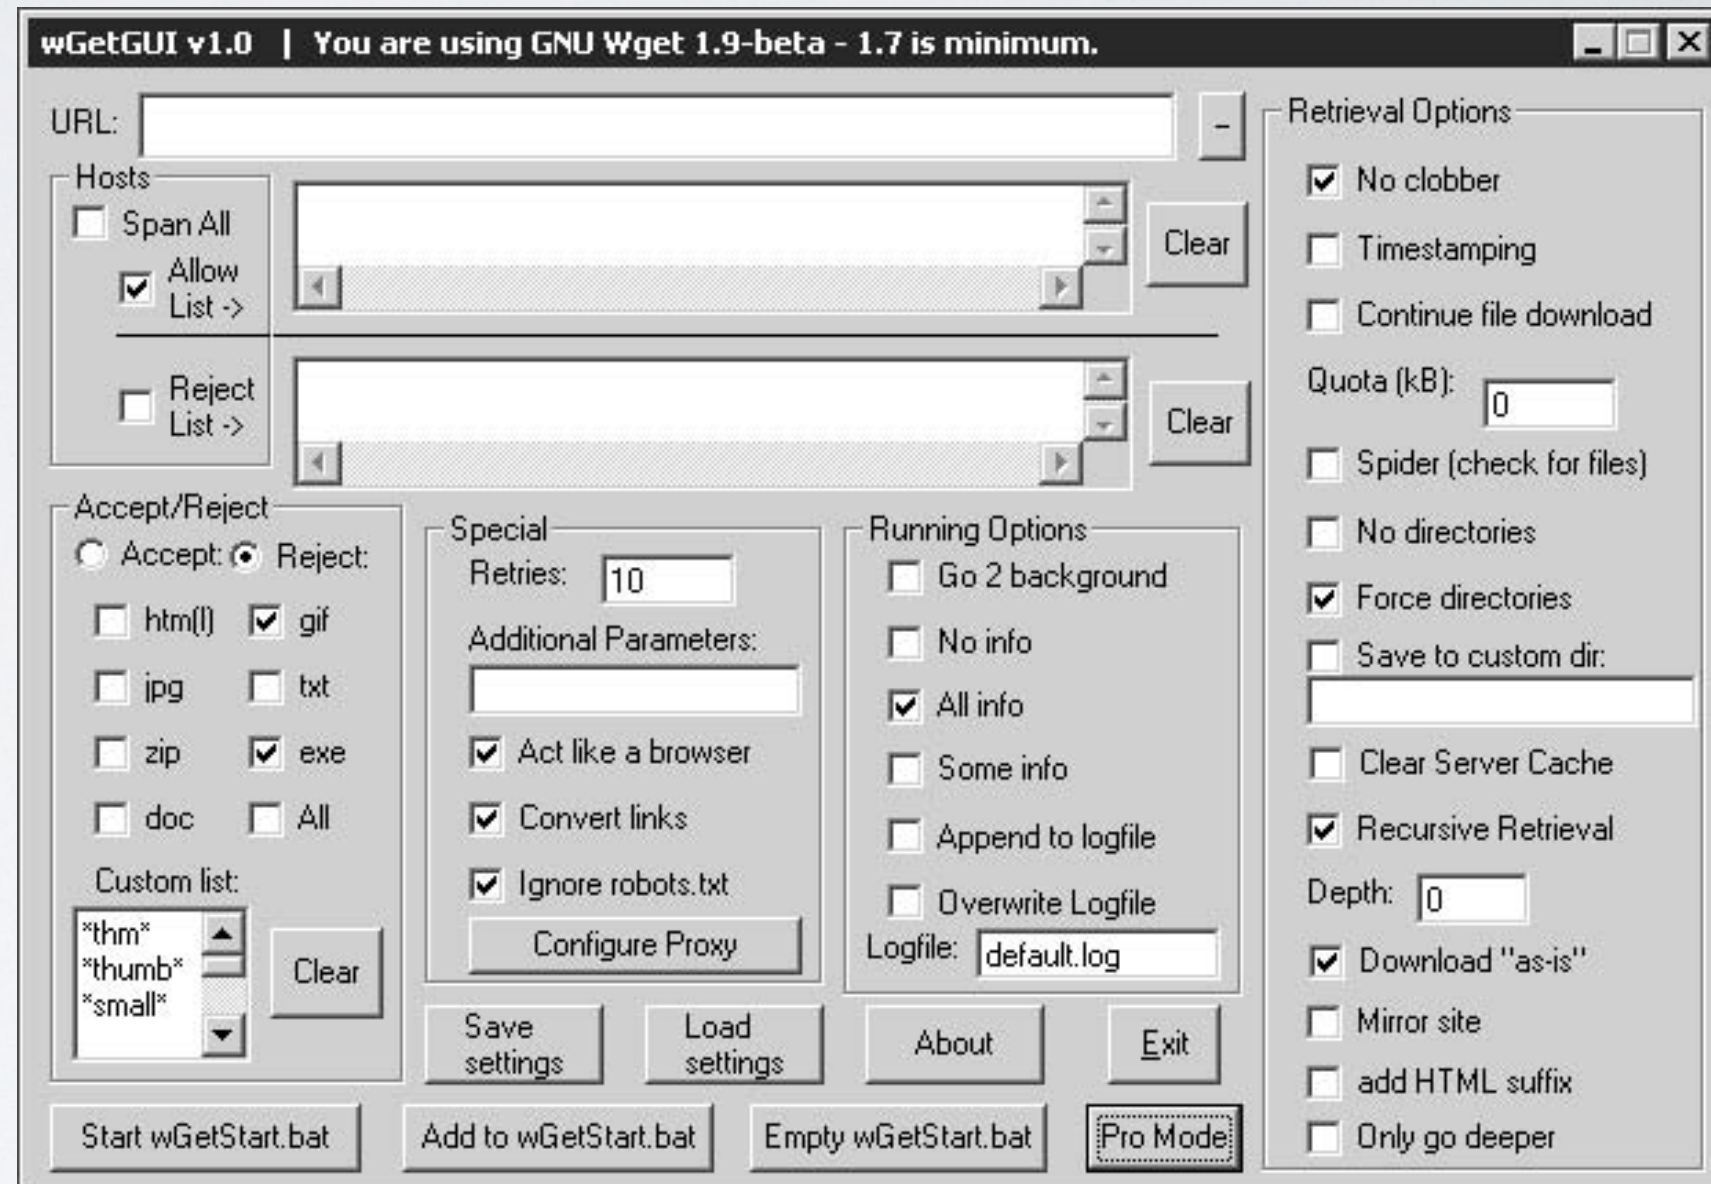 wGetGUI v1.0 | You are using GNU Wget 1.9-beta - 1.7 is minimum.
URL:
-
Hosts
Span All
Allow
List ->
Clear
Reject
List ->
Clear
Accept/Reject
Accept: Reject:
htm(l) gif
jpg txt
zip exe
doc All
Custom list:
*thm*
*thumb*
*small*
Clear
Special
Retries: 10
Additional Parameters:
Act like a browser
Convert links
Ignore robots.txt
Configure Proxy
Running Options
Go 2 background
No info
All info
Some info
Append to logfile
Overwrite Logfile
Logfile: default.log
Save
settings
Load
settings
About
Exit
Start wGetStart.bat
Add to wGetStart.bat
Empty wGetStart.bat
Pro Mode
Retrieval Options
No clobber
Timestamping
Continue file download
Quota (kB): 0
Spider (check for files)
No directories
Force directories
Save to custom dir:
Clear Server Cache
Recursive Retrieval
Depth: 0
Download "as-is"
Mirror site
add HTML suffix
Only go deeper